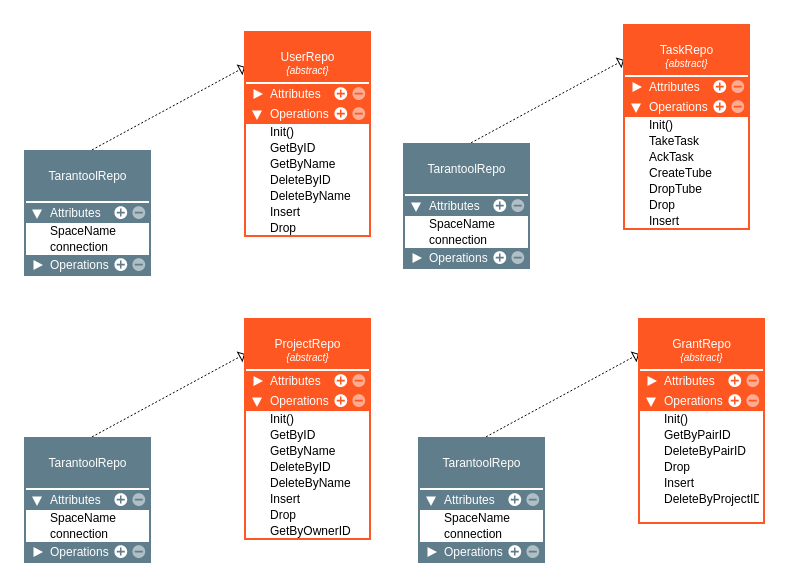 UserRepo
{abstract}
Attributes
Operations
Init()
GetByID
GetByName
DeleteByID
DeleteByName
Insert
Drop
TarantoolRepo
Attributes
SpaceName
connection
Operations
TaskRepo
{abstract}
Attributes
Operations
Init()
TakeTask
AckTask
CreateTube
DropTube
Drop
Insert
TarantoolRepo
Attributes
SpaceName
connection
Operations
ProjectRepo
{abstract}
Attributes
Operations
Init()
GetByID
GetByName
DeleteByID
DeleteByName
Insert
Drop
GetByOwnerID
TarantoolRepo
Attributes
SpaceName
connection
Operations
GrantRepo
{abstract}
Attributes
Operations
Init()
GetByPairID
DeleteByPairID
Drop
Insert
DeleteByProjectID
TarantoolRepo
Attributes
SpaceName
connection
Operations